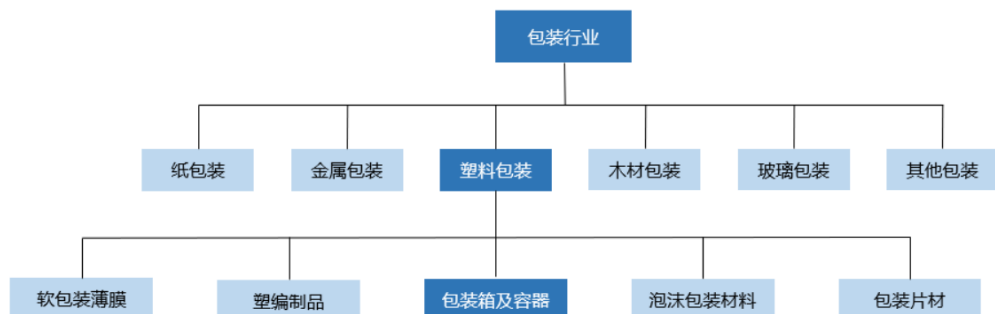 包装行业
纸包装
金属包装
塑料包装
木材包装
玻璃包装
其他包装
软包装薄膜
塑编制品
包装箱及容器
泡沫包装材料
包装片材